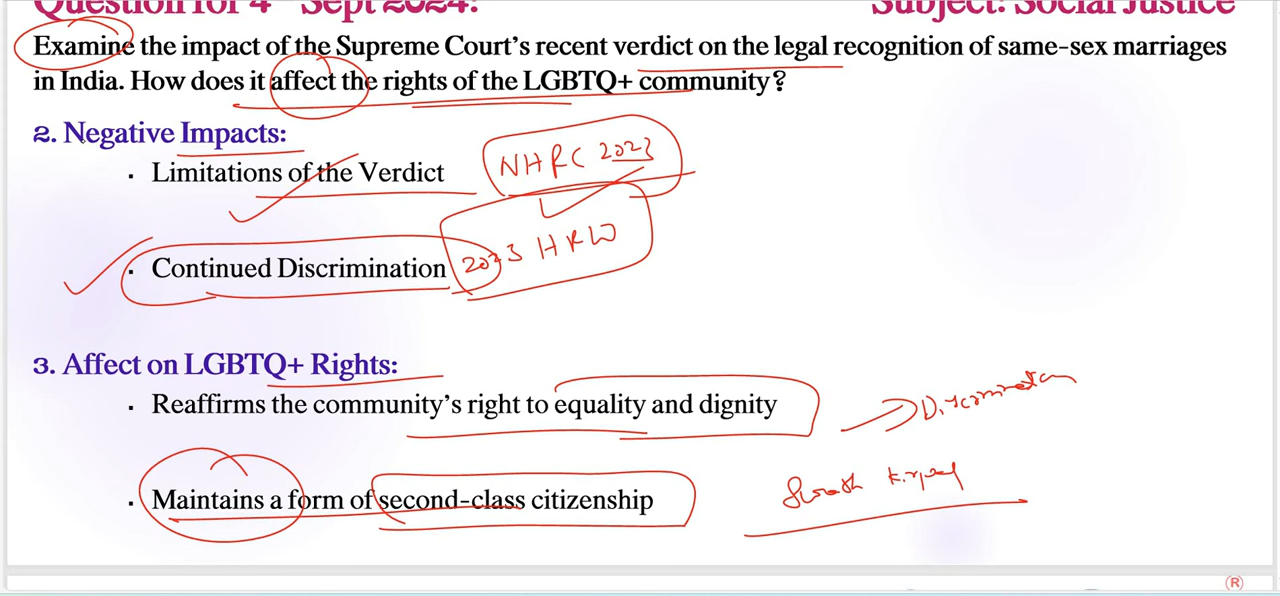 Question for 4 Sept 2024: Subject: Social Justice
Examine the impact of the Supreme Court's recent verdict on the legal recognition of same-sex marriages
in India. How does it affect the rights of the LGBTQ+ community?
2. Negative Impacts:
· Limitations of the Verdict NHRC 2023
· Continued Discrimination 2023 HRW
3. Affect on LGBTQ+ Rights:
· Reaffirms the community's right to equality and dignity
· Maintains a form of second-class citizenship
®